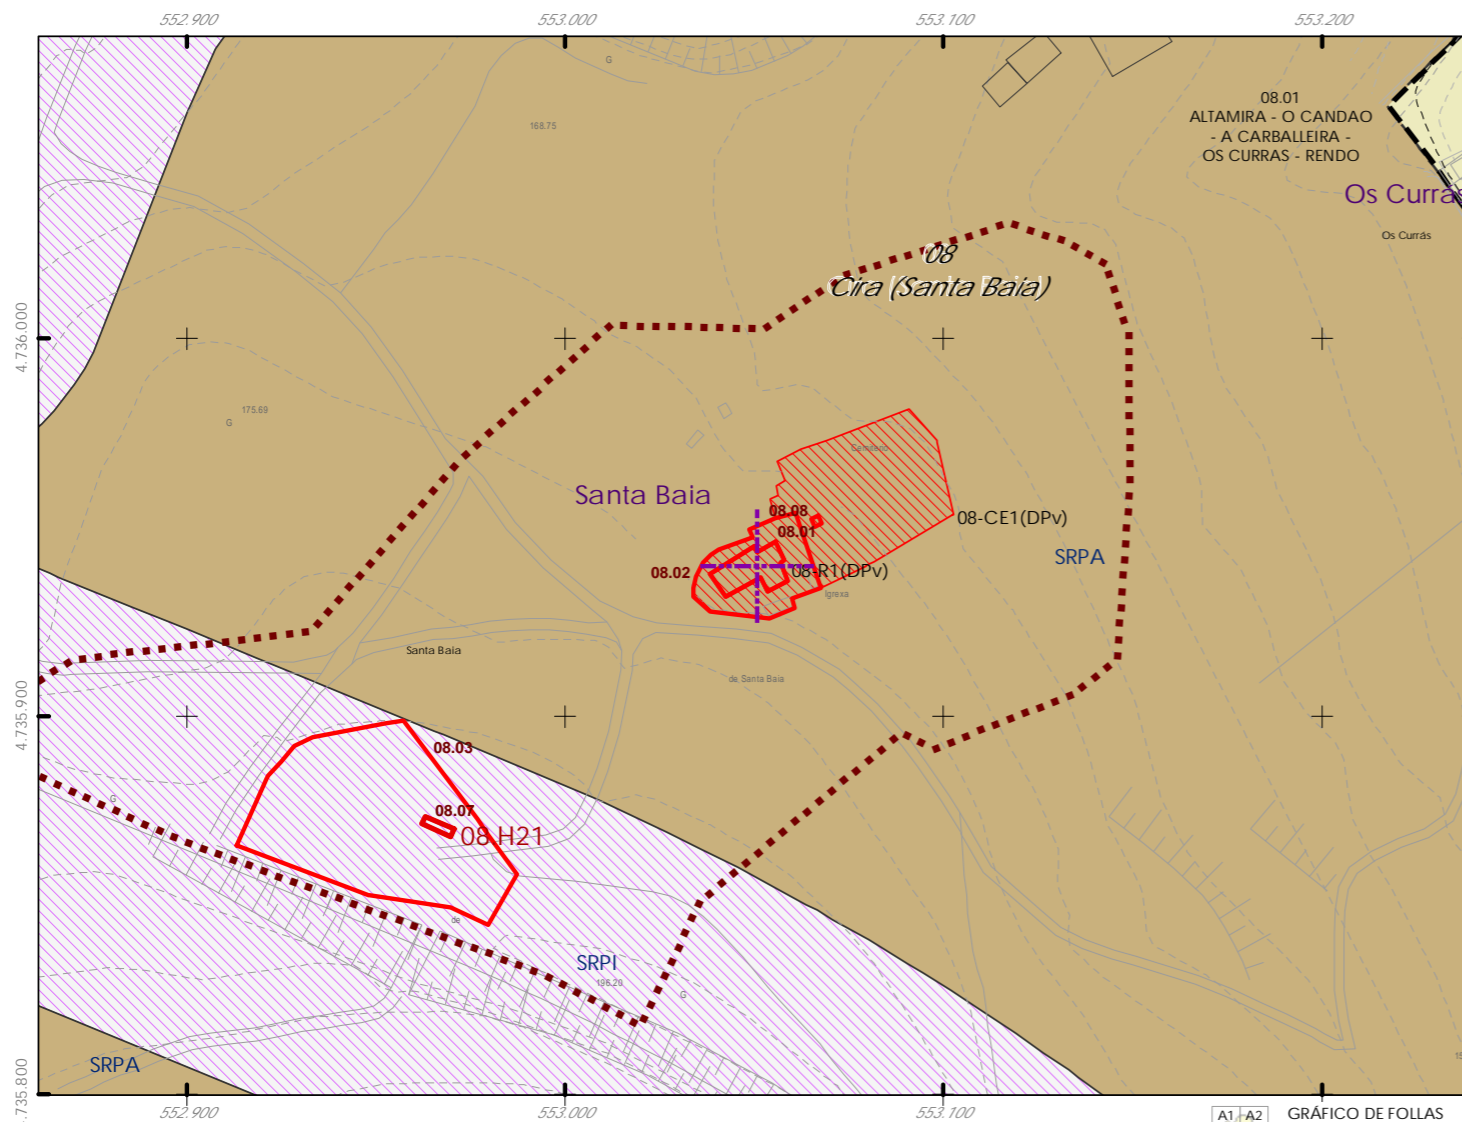 552.900
553.000
553.100
553.200
G
168.75
08.01
ALTAMIRA - O CANDAO
- A CARBALLEIRA -
OS CURRAS - RENDO
Os Currás
Os Currás
08
Cira (Santa Baia)
4.736.000
175.69
G
Cemiterio
Santa Baia
08.08
08-CE1(DPv)
08.01
SRPA
08.02
08-R1(DPv)
Igrexa
Santa Baia
de Santa Baia
4.735.900
08.03
G
08.07
08.H21
de
SRPI
196.20
G
SRPA
4.735.800
552.900
553.000
553.100
A1 A2
GRÁFICO DE FOLLAS